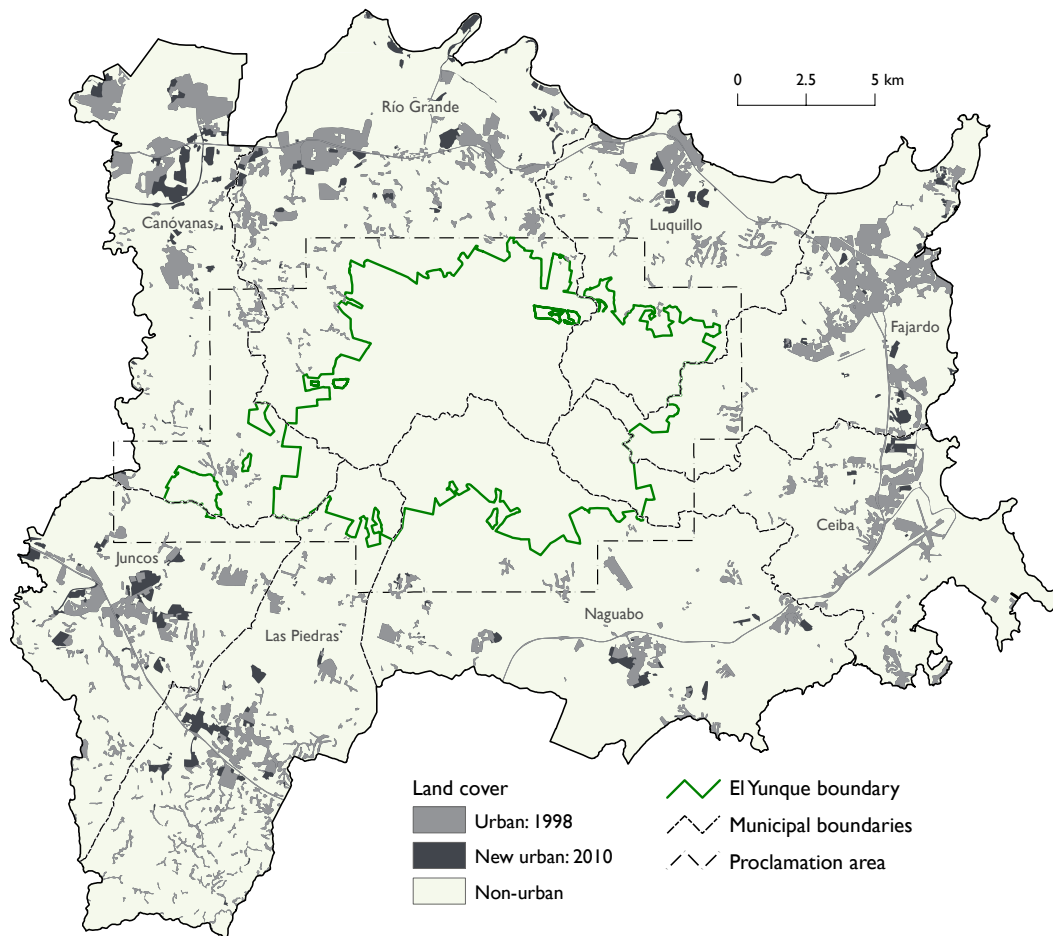 0 2.5 5 km
Río Grande
Canóvanas
Luquillo
Fajardo
Ceiba
Juncos
Las Piedras
Naguabo
Land cover
Urban: 1998
New urban: 2010
Non-urban
El Yunque boundary
Municipal boundaries
Proclamation area